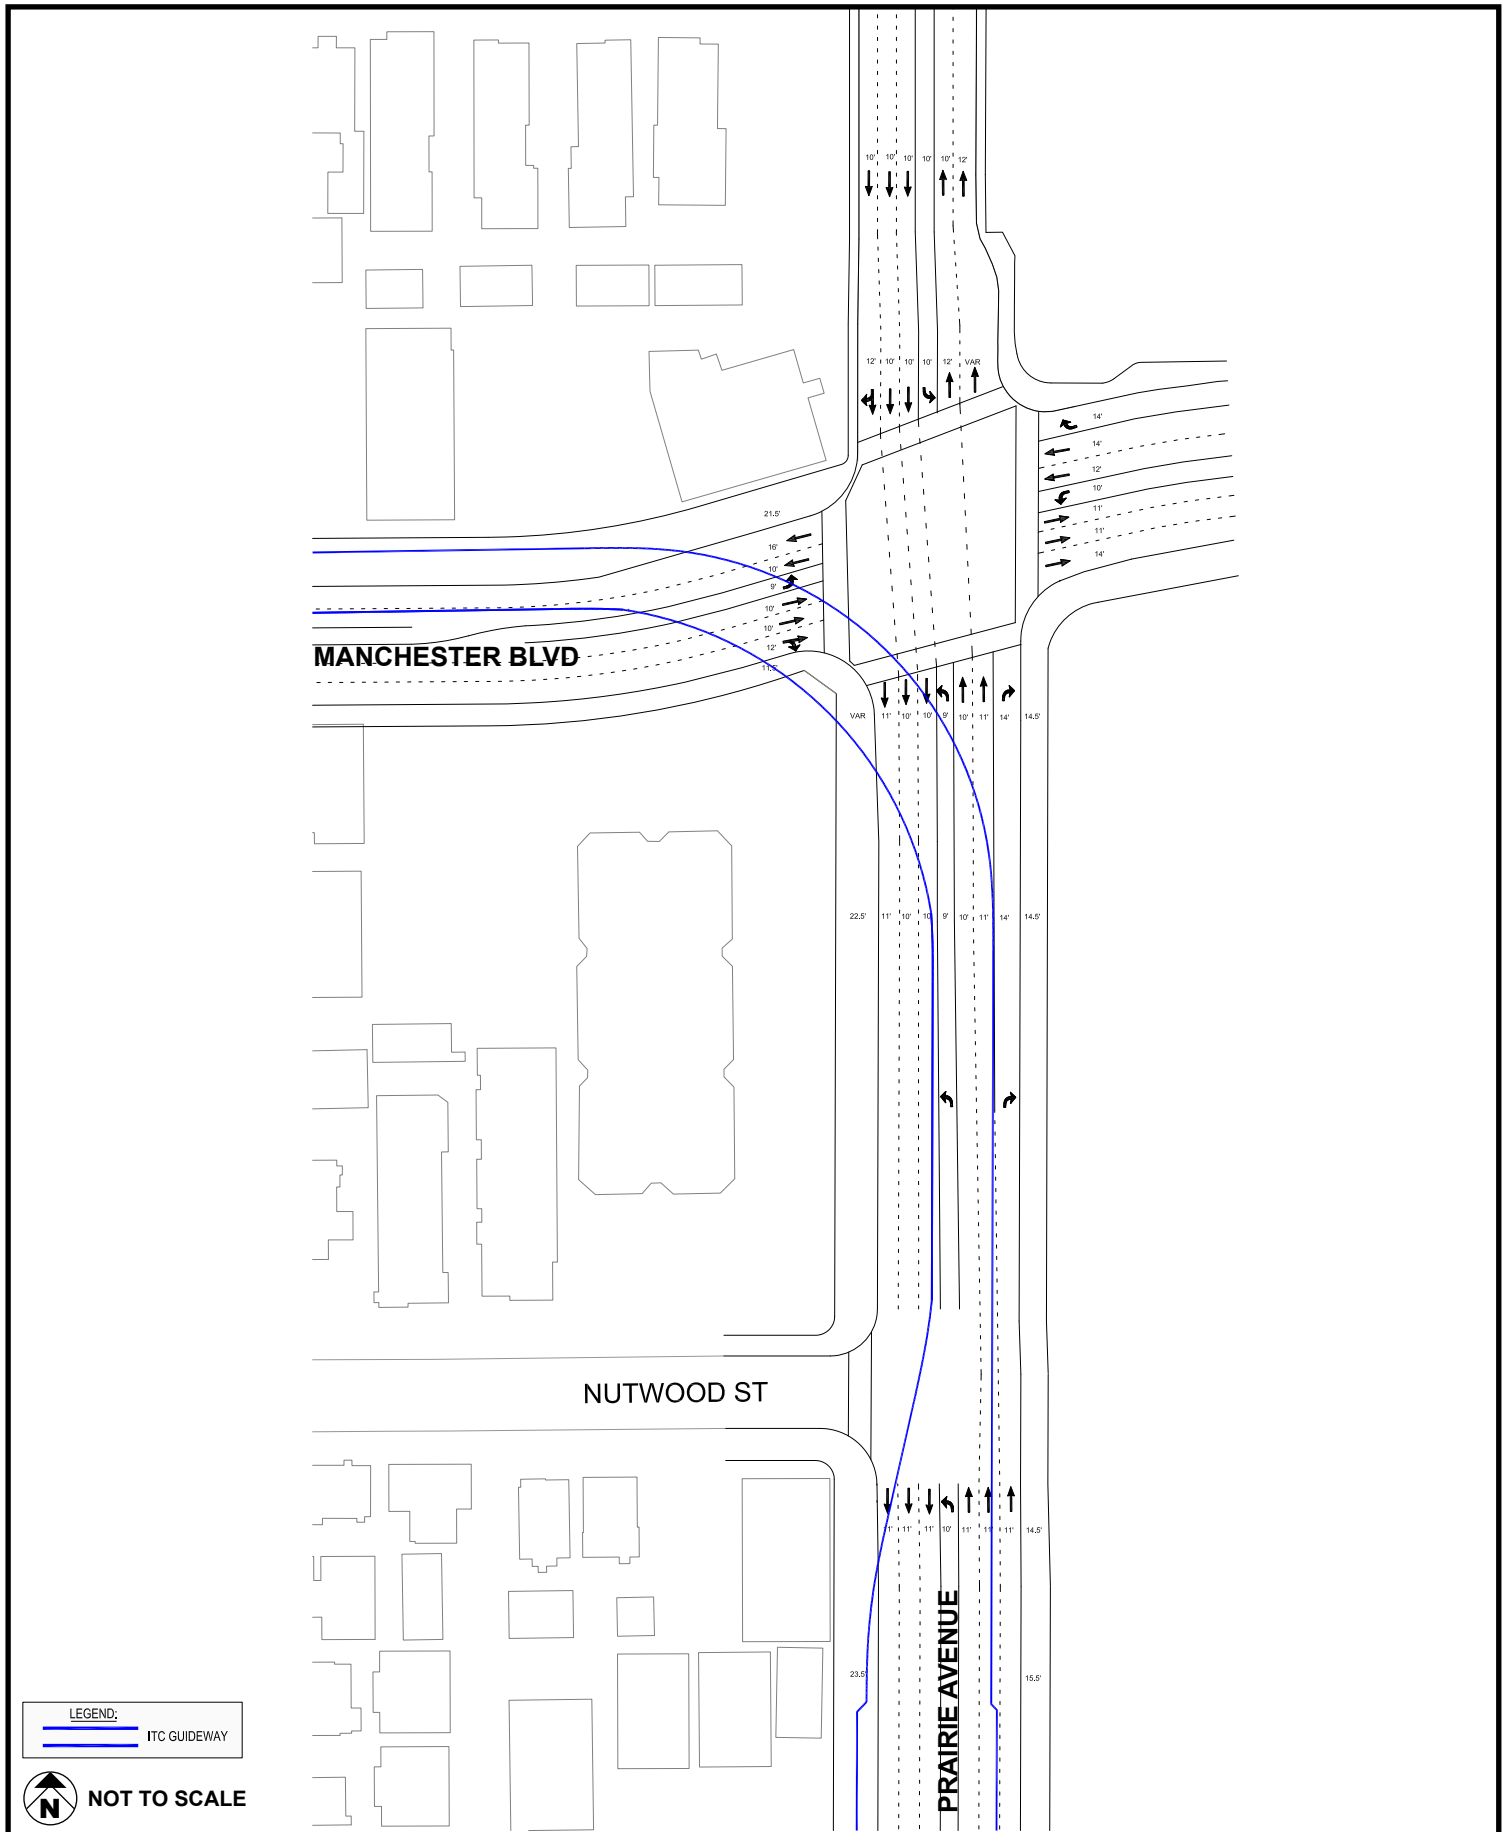 10' 10' 10' 10' 10' 12'
12' 10' 10' 10' 12' VAR
14'
14'
12'
10'
11'
11'
14'
21.5'
16'
10'
9'
10'
10'
12'
11.5'
MANCHESTER BLVD
VAR 11' 10' 10' 9' 10' 11' 14' 14.5'
22.5' 11' 10' 10' 9' 10' 11' 14' 14.5'
NUTWOOD ST
11' 11' 11' 10' 11' 11' 11' 14.5'
23.5' 15.5'
PRAIRIE AVENUE
LEGEND:
ITC GUIDEWAY
N NOT TO SCALE